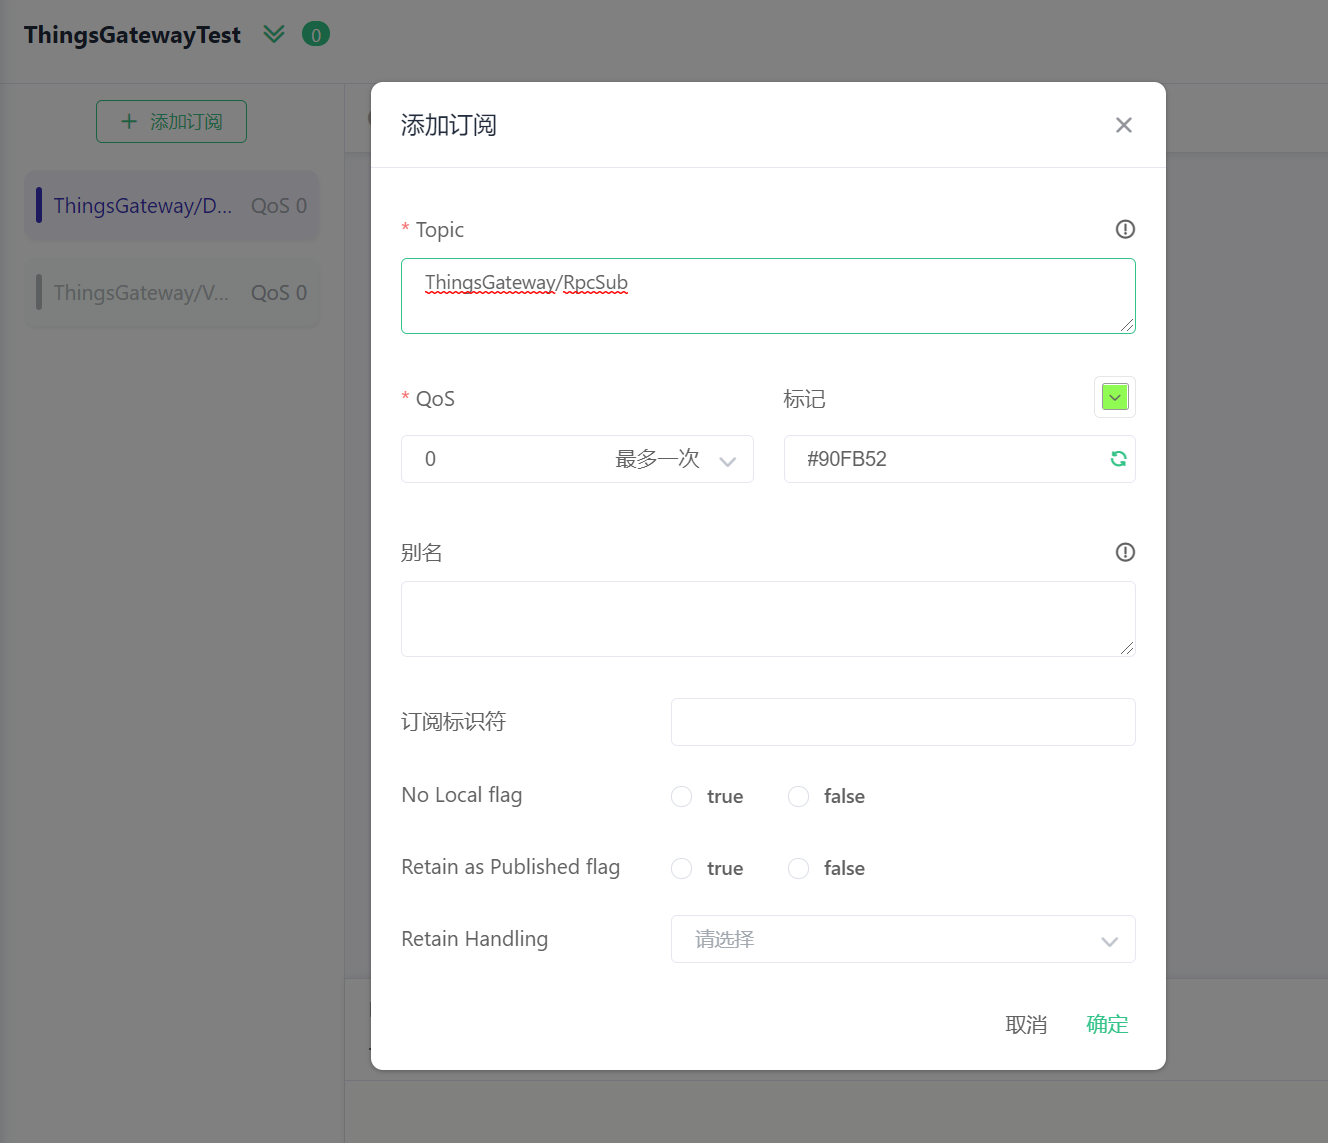 ThingsGatewayTest 0
添加订阅
ThingsGateway/D... QoS 0
ThingsGateway/V... QoS 0
添加订阅
* Topic
ThingsGateway/RpcSub
* QoS
标记
0 最多一次
#90FB52
别名
订阅标识符
No Local flag true false
Retain as Published flag true false
Retain Handling 请选择
取消 确定